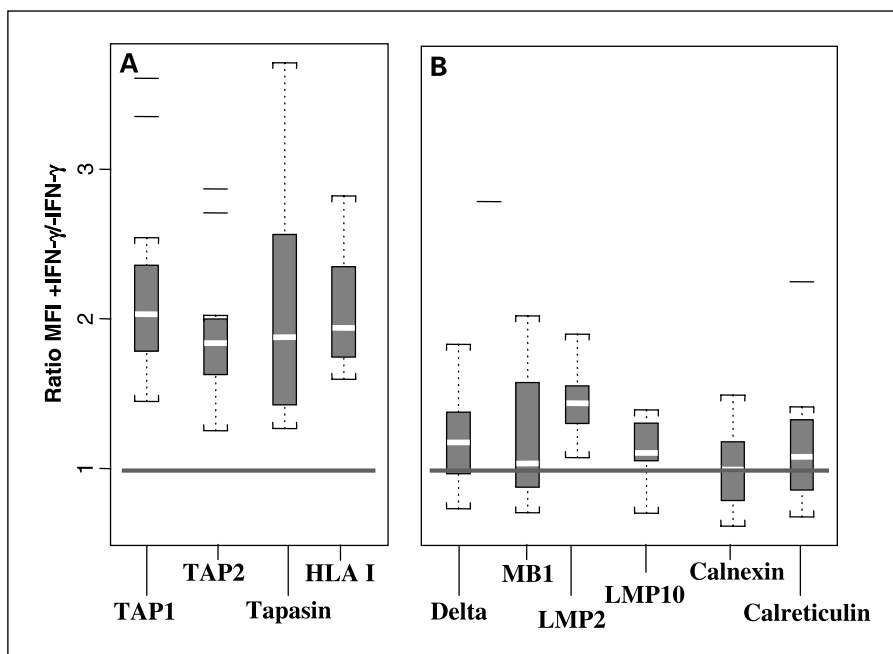 A
B
Ratio MFI +IFN-γ/-IFN-γ
3
2
1
TAP1
TAP2
Tapasin
HLA I
Delta
MB1
LMP2
LMP10
Calnexin
Calreticulin